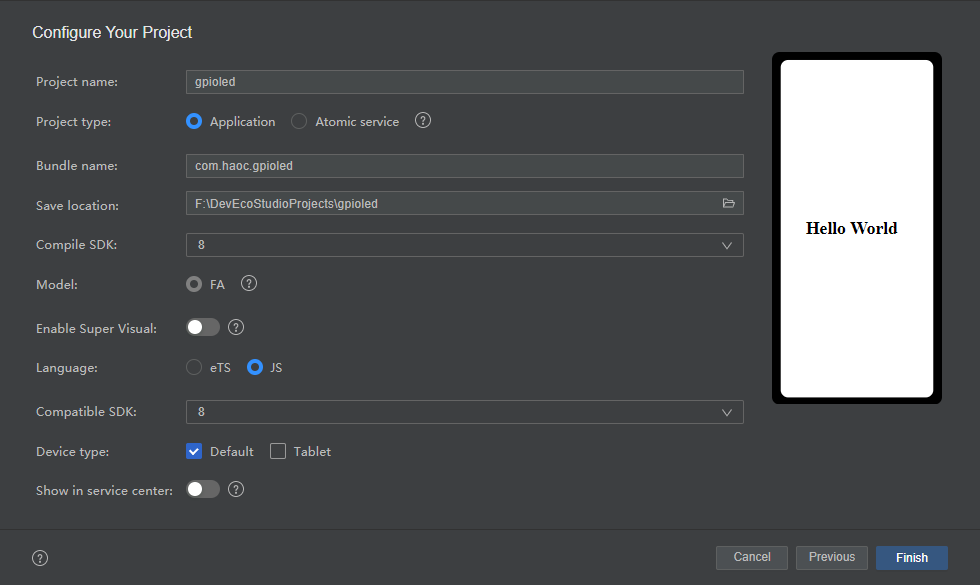 Configure Your Project
Project name: gpioled
Project type: Application Atomic service ?
Bundle name: com.haoc.gpioled
Save location: F:\DevEcoStudioProjects\gpioled
Compile SDK: 8
Model: FA ?
Enable Super Visual: ?
Language: eTS JS
Compatible SDK: 8
Device type: Default Tablet
Show in service center: ?
Hello World
? Cancel Previous Finish